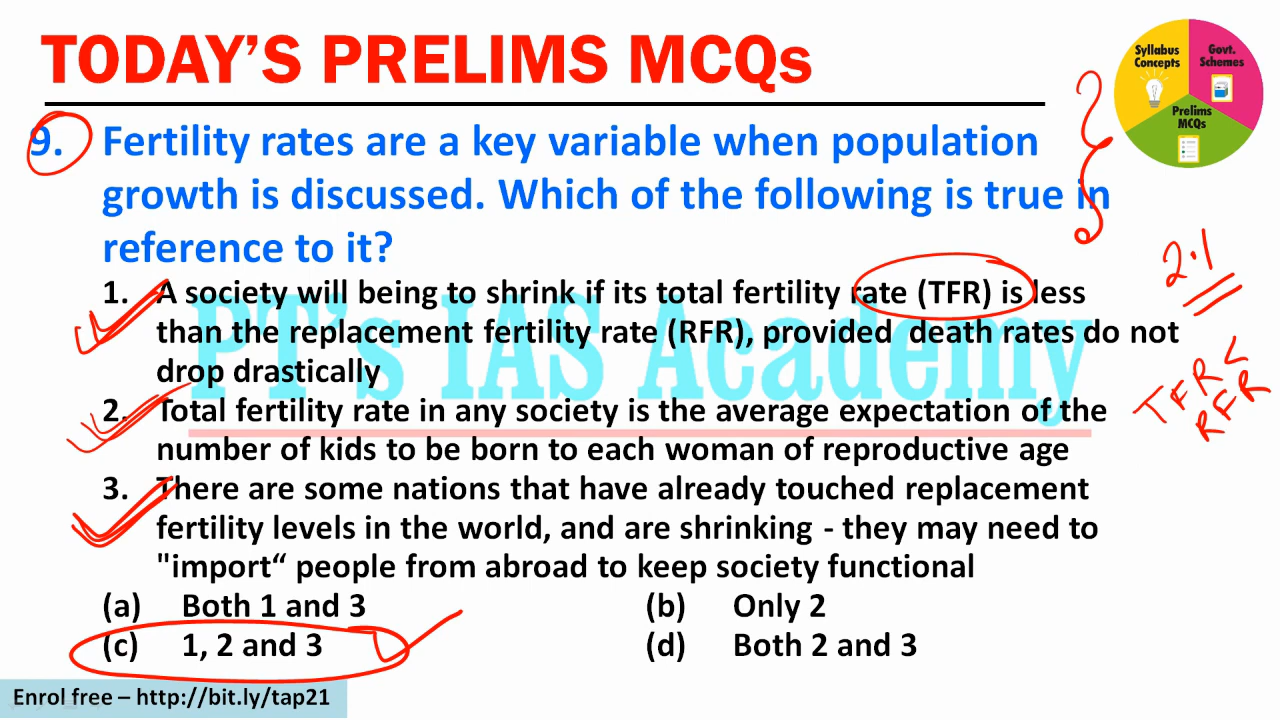 TODAY'S PRELIMS MCQs
Syllabus Concepts
Govt. Schemes
Prelims MCQs
9. Fertility rates are a key variable when population
growth is discussed. Which of the following is true in
reference to it?
2.1
1. A society will being to shrink if its total fertility rate (TFR) is less
than the replacement fertility rate (RFR), provided death rates do not
drop drastically
TFR <
RFR
PT's IAS Academy
2. Total fertility rate in any society is the average expectation of the
number of kids to be born to each woman of reproductive age
3. There are some nations that have already touched replacement
fertility levels in the world, and are shrinking - they may need to
"import“ people from abroad to keep society functional
(a) Both 1 and 3 (b) Only 2
(c) 1, 2 and 3 (d) Both 2 and 3
Enrol free – http://bit.ly/tap21